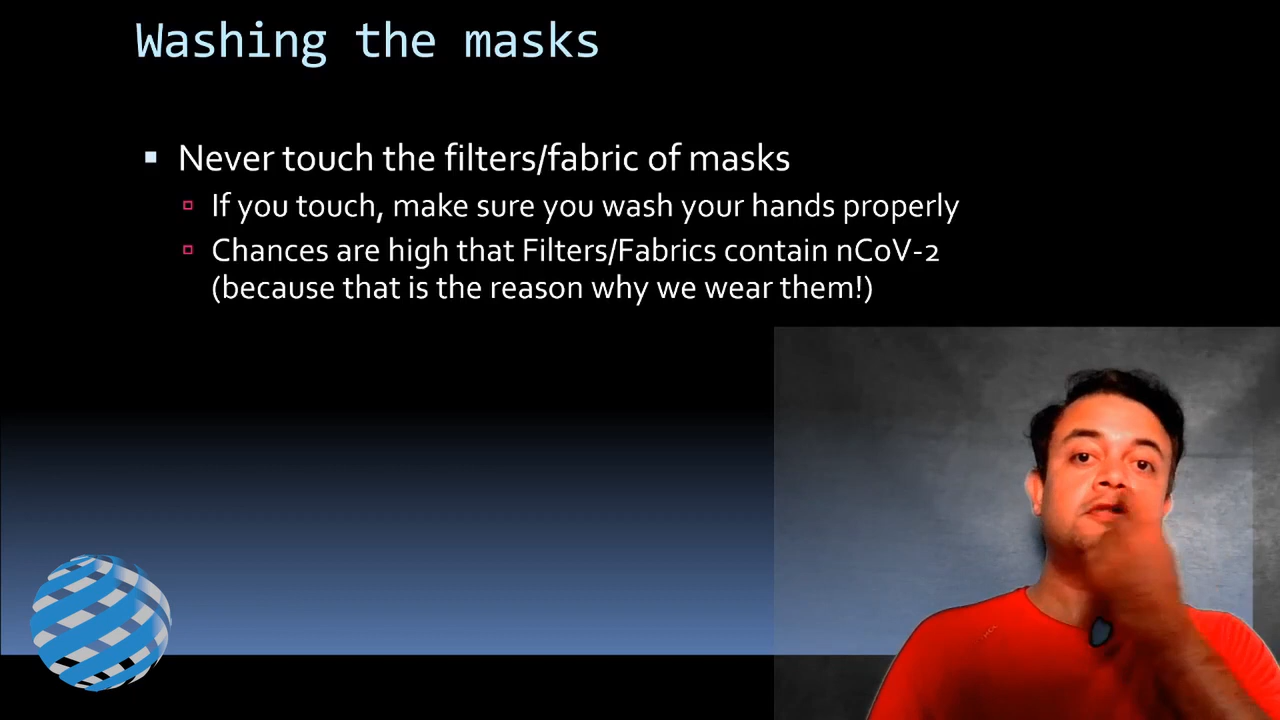 Washing the masks
Never touch the filters/fabric of masks
If you touch, make sure you wash your hands properly
Chances are high that Filters/Fabrics contain nCoV-2
(because that is the reason why we wear them!)